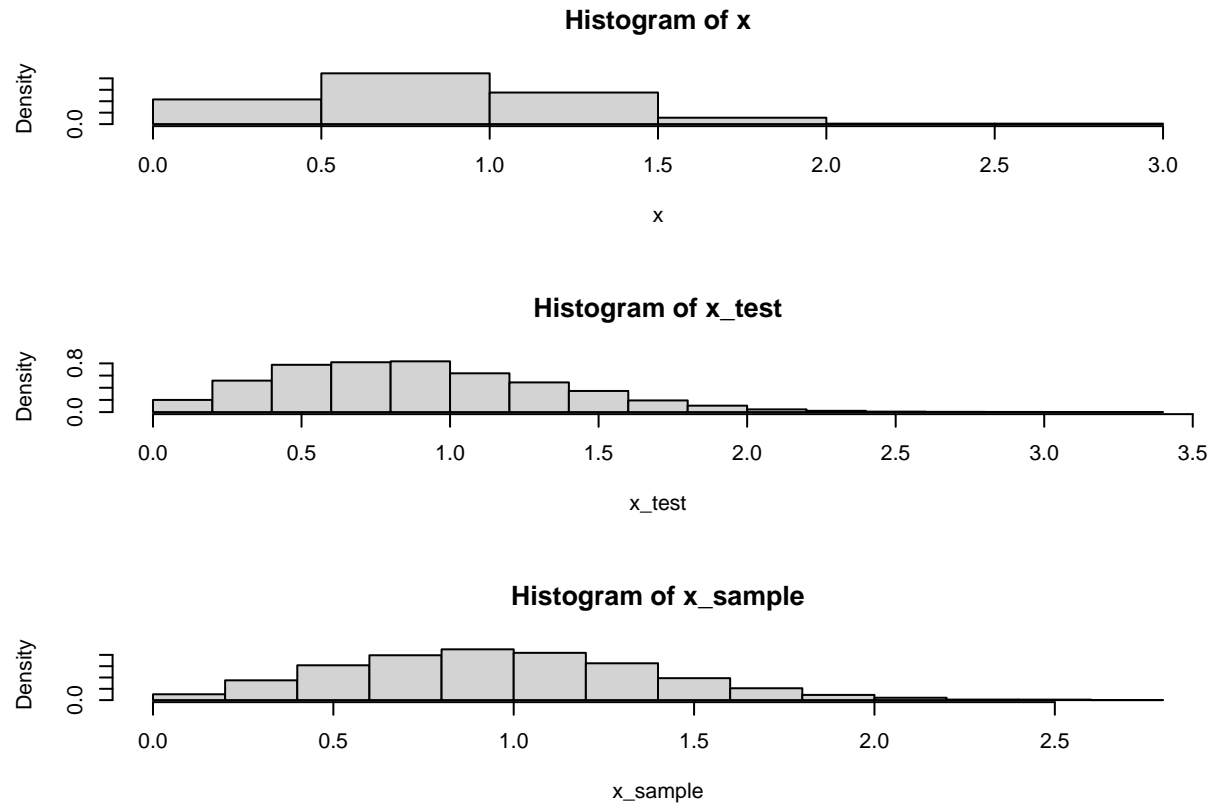 Histogram of x
Density
0.0
0.0 0.5 1.0 1.5 2.0 2.5 3.0
x
Histogram of x_test
Density
0.0 0.8
0.0 0.5 1.0 1.5 2.0 2.5 3.0 3.5
x_test
Histogram of x_sample
Density
0.0
0.0 0.5 1.0 1.5 2.0 2.5
x_sample